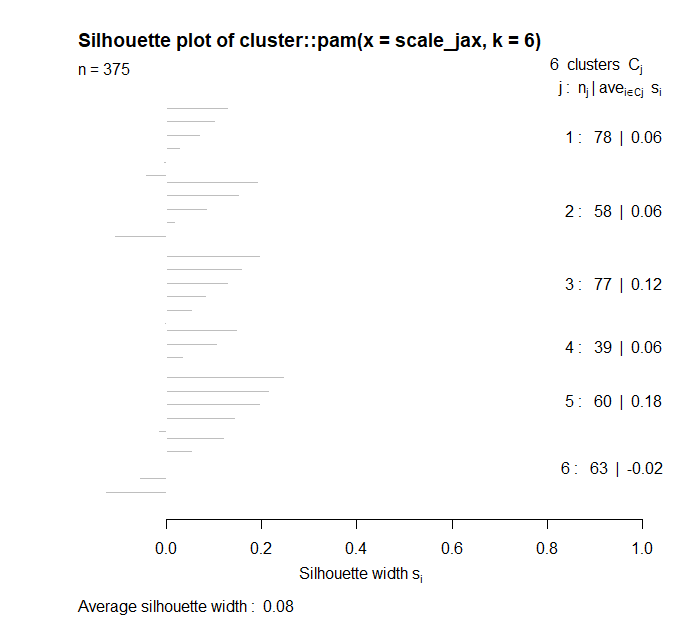 Silhouette plot of cluster::pam(x = scale_jax, k = 6)
n = 375
6 clusters Cj
j : nj | avei∈Cj si
1 : 78 | 0.06
2 : 58 | 0.06
3 : 77 | 0.12
4 : 39 | 0.06
5 : 60 | 0.18
6 : 63 | -0.02
0.0 0.2 0.4 0.6 0.8 1.0
Silhouette width si
Average silhouette width : 0.08